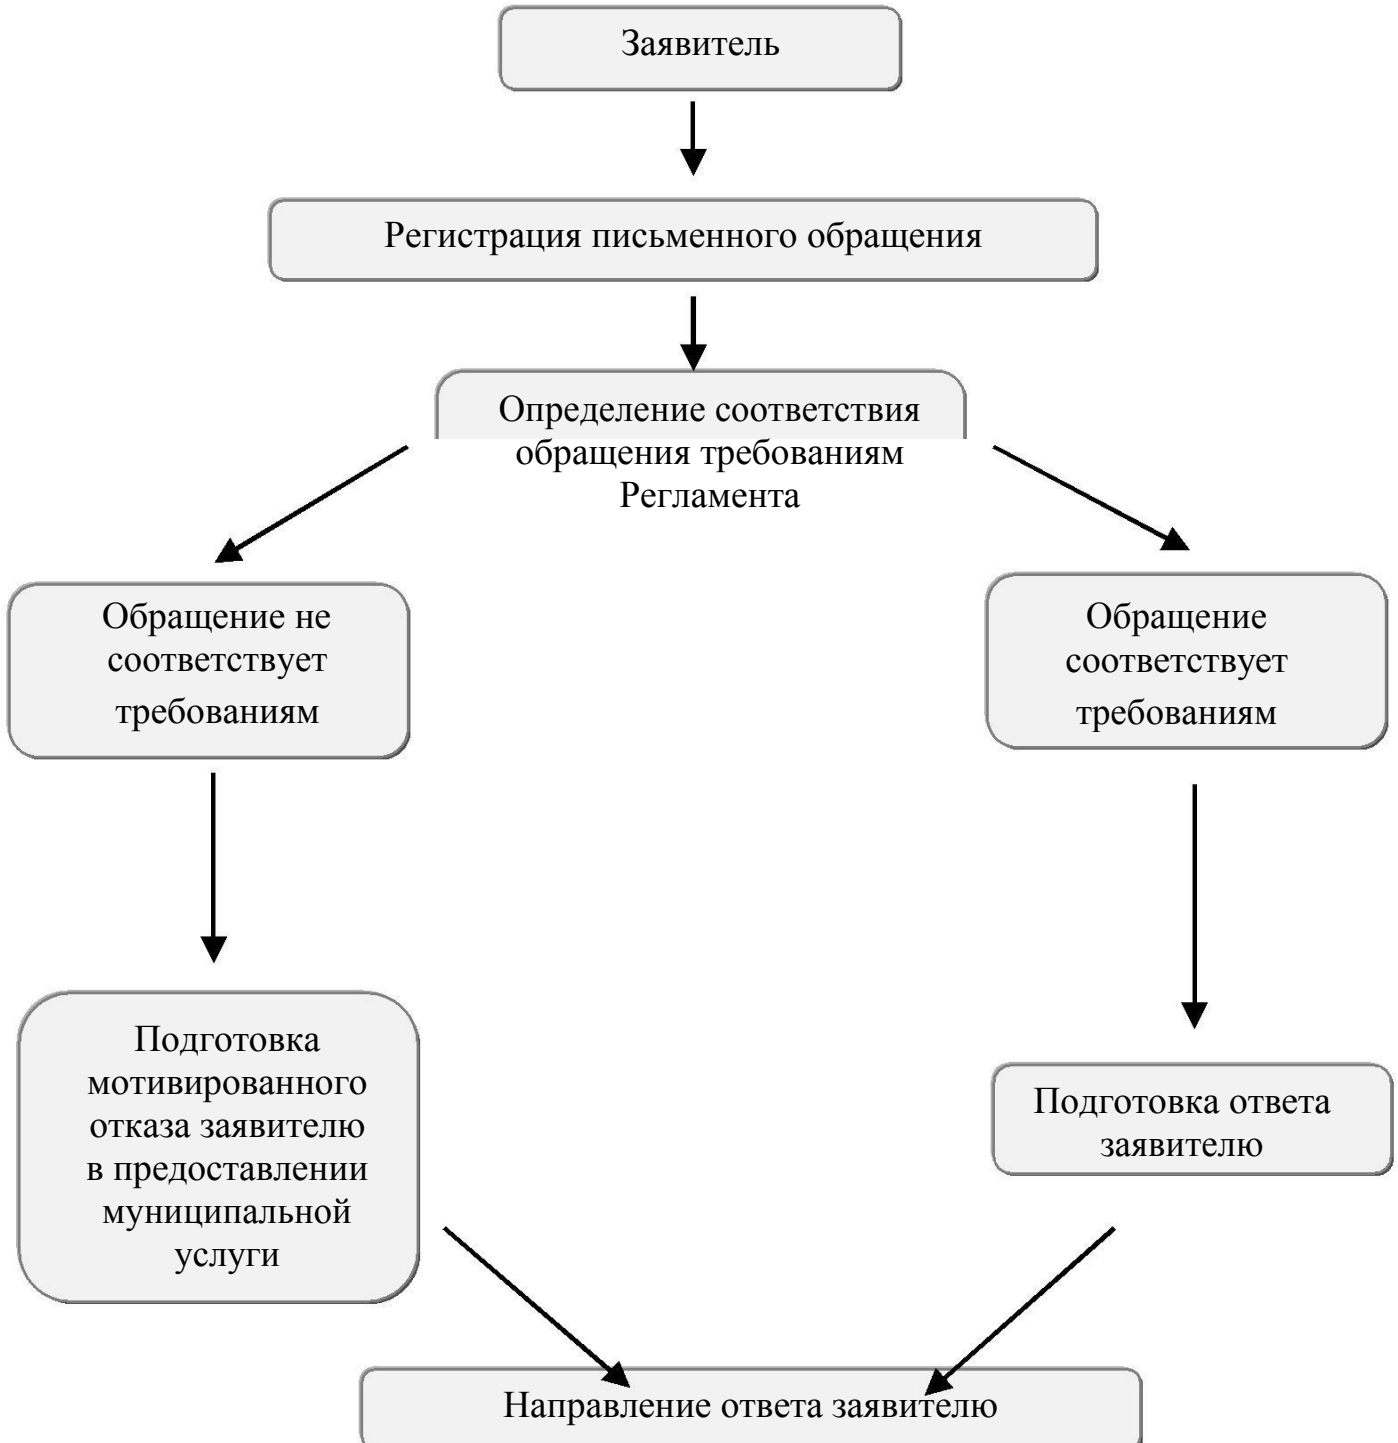 Заявитель
Регистрация письменного обращения
Определение соответствия
обращения требованиям
Регламента
Обращение не
соответствует
требованиям
Обращение
соответствует
требованиям
Подготовка
мотивированного
отказа заявителю
в предоставлении
муниципальной
услуги
Подготовка ответа
заявителю
Направление ответа заявителю